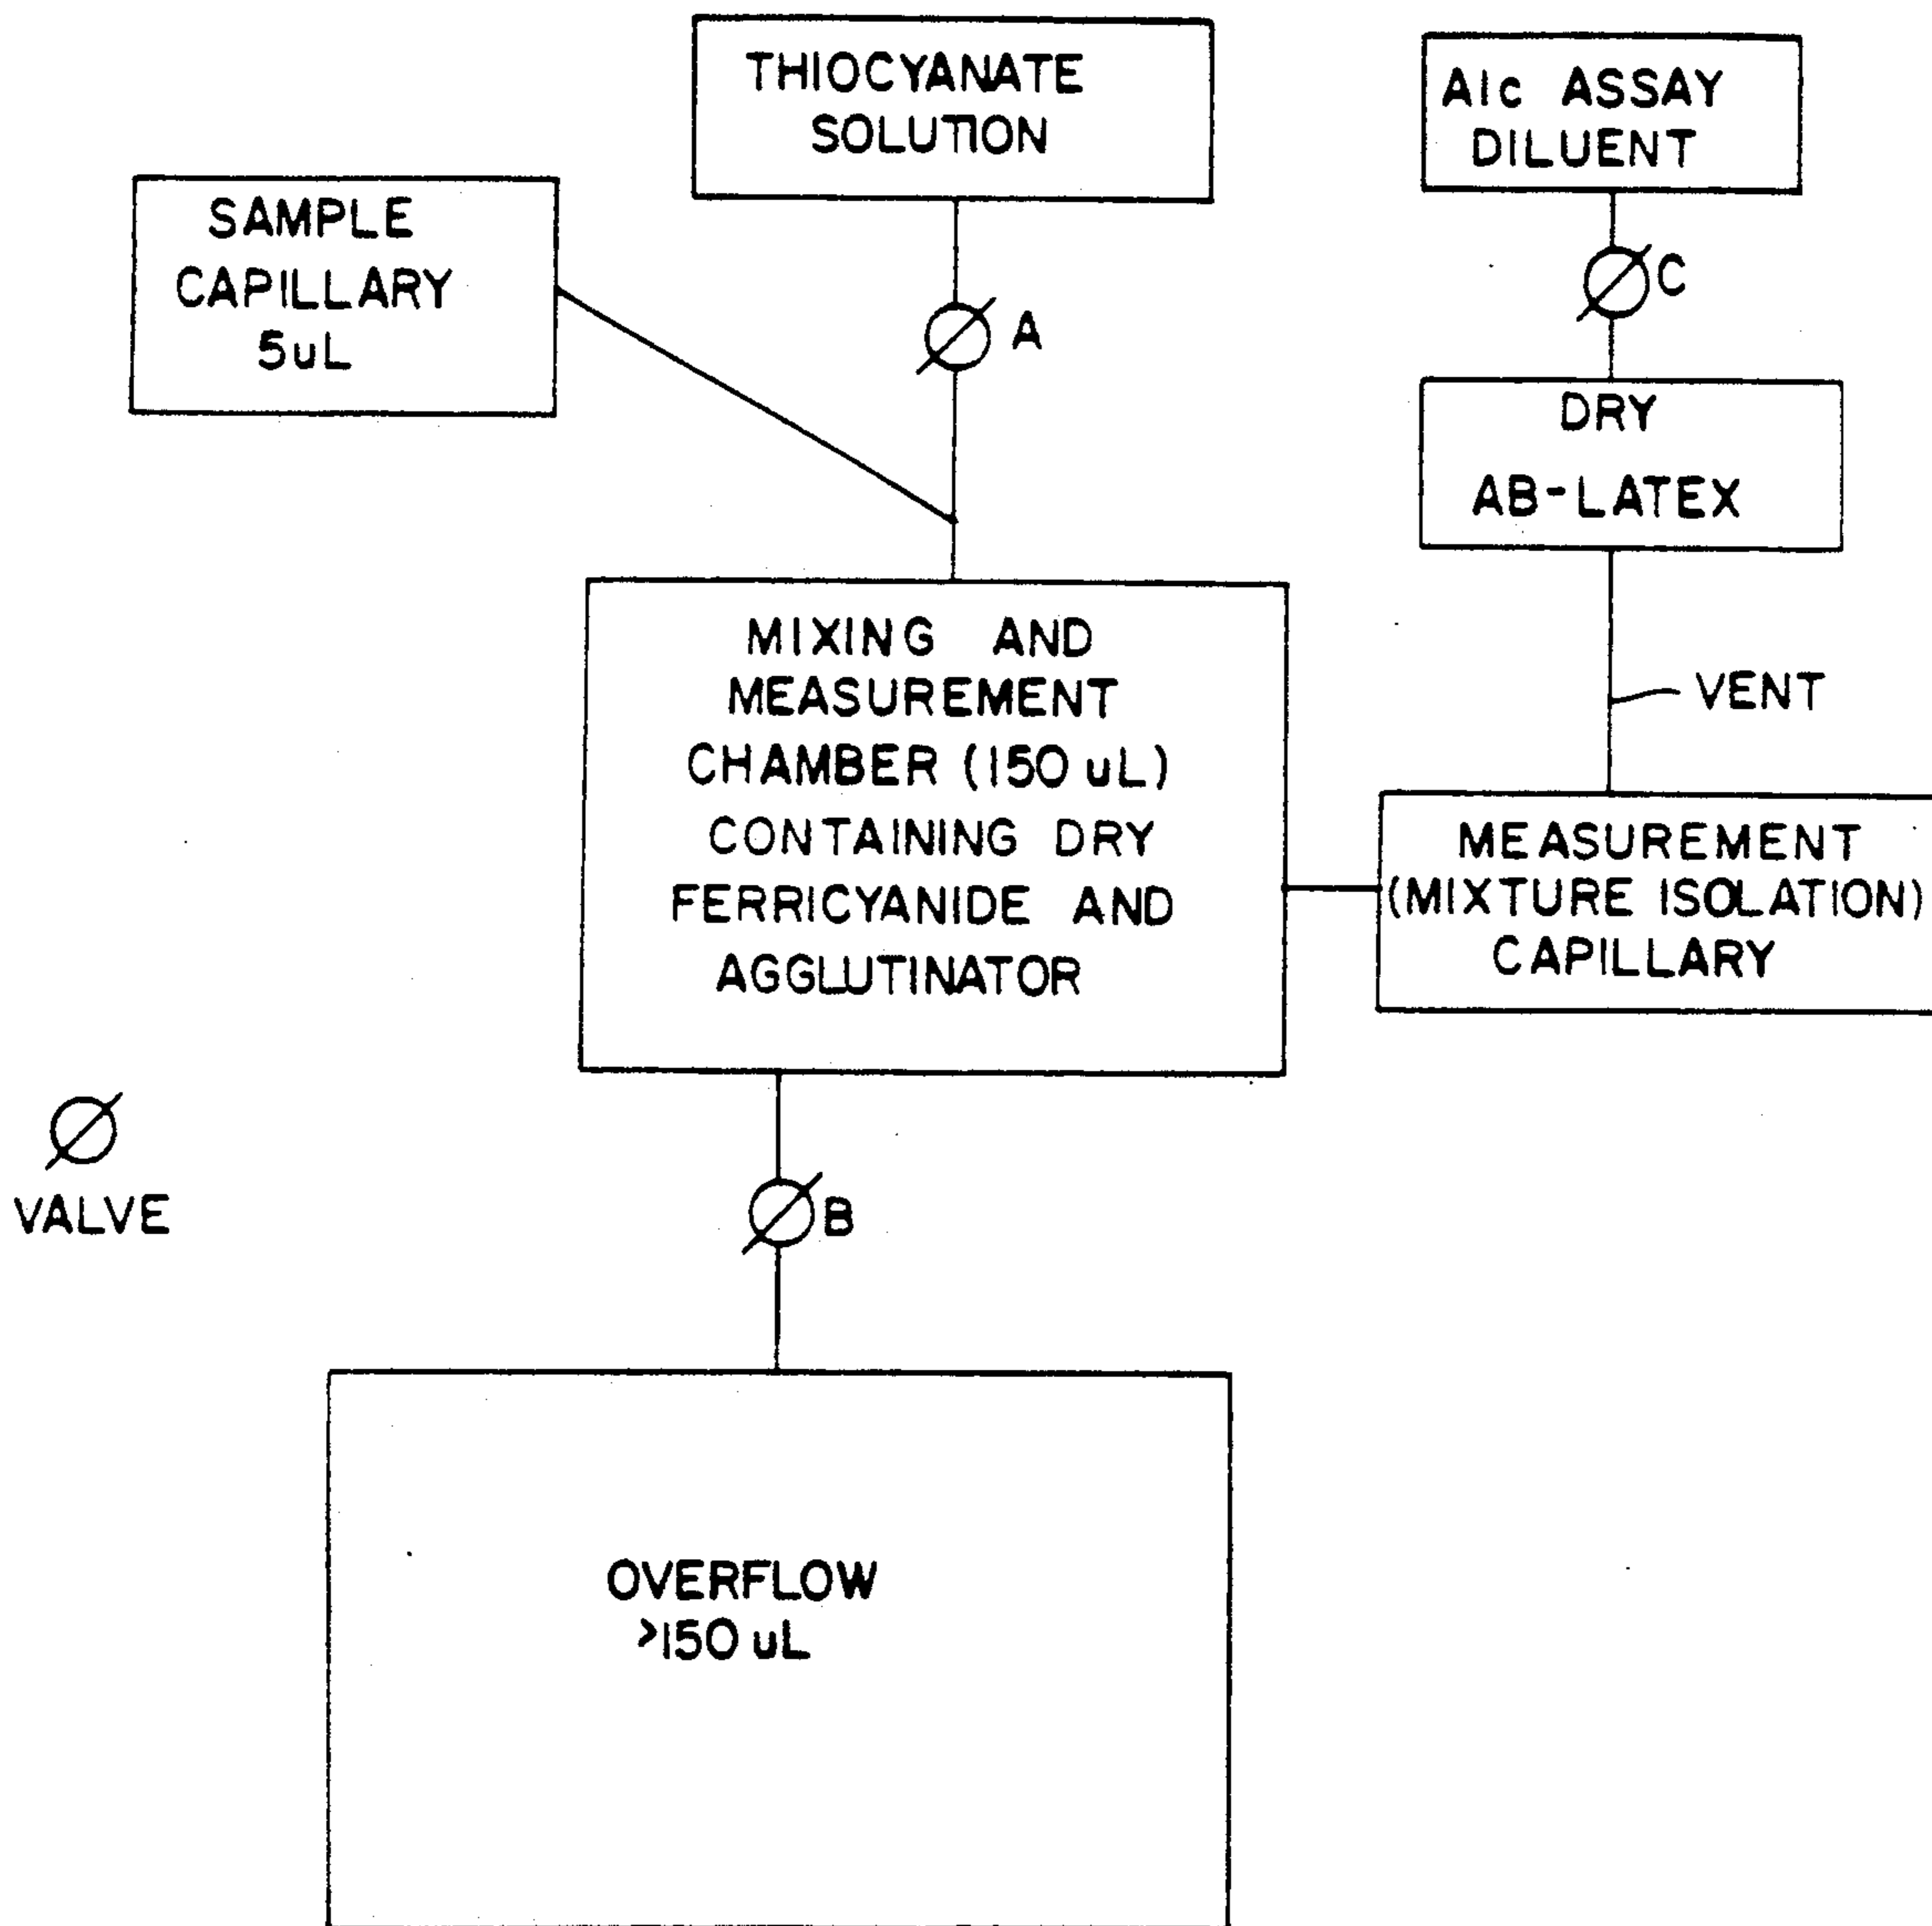 THIOCYANATE
SOLUTION
A1c ASSAY
DILUENT
SAMPLE
CAPILLARY
5uL
A
C
DRY
AB-LATEX
MIXING AND
MEASUREMENT
CHAMBER (150 uL)
CONTAINING DRY
FERRICYANIDE AND
AGGLUTINATOR
VENT
MEASUREMENT
(MIXTURE ISOLATION)
CAPILLARY
VALVE
B
OVERFLOW
>150 uL